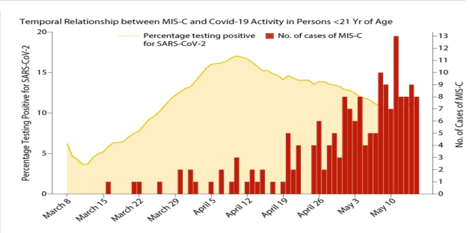 Temporal Relationship between MIS-C and Covid-19 Activity in Persons <21 Yr of Age
Percentage testing positive
for SARS-CoV-2
No. of cases of MIS-C
Percentage Testing Positive for SARS-CoV-2
20
15
10
5
0
No. of Cases of MIS-C
13
12
11
10
9
8
7
6
5
4
3
2
1
0
March 8
March 15
March 22
March 29
April 5
April 12
April 19
April 26
May 3
May 10